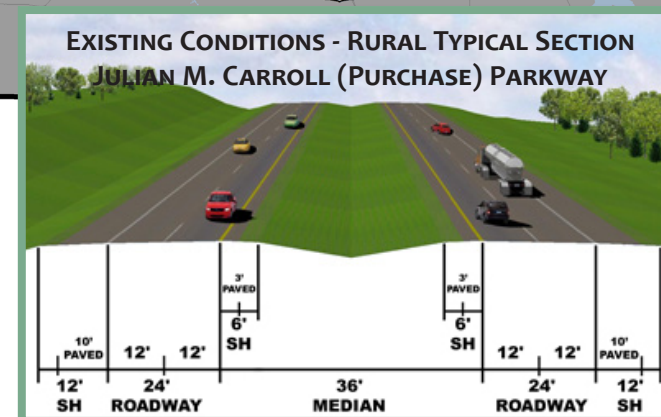 EXISTING CONDITIONS - RURAL TYPICAL SECTION
JULIAN M. CARROLL (PURCHASE) PARKWAY
3' PAVED
3' PAVED
6' SH
6' SH
10' PAVED
12' 12'
12' 12'
10' PAVED
12' SH
24' ROADWAY
36' MEDIAN
24' ROADWAY
12' SH